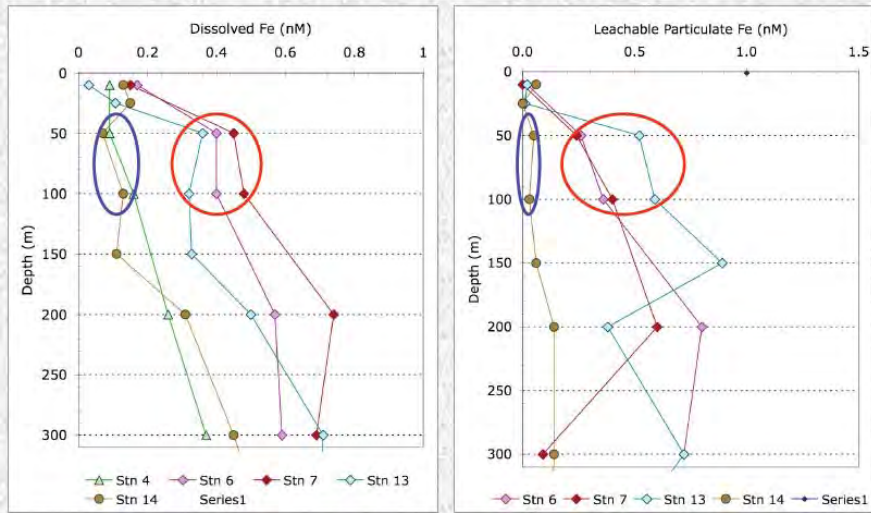 Dissolved Fe (nM)
0 0.2 0.4 0.6 0.8 1
0
50
100
150
200
250
300
Depth (m)
Stn 4 Stn 6 Stn 7 Stn 13
Stn 14 Series1
Leachable Particulate Fe (nM)
0.0 0.5 1.0 1.5
0
50
100
150
200
250
300
Depth (m)
Stn 6 Stn 7 Stn 13 Stn 14 Series1